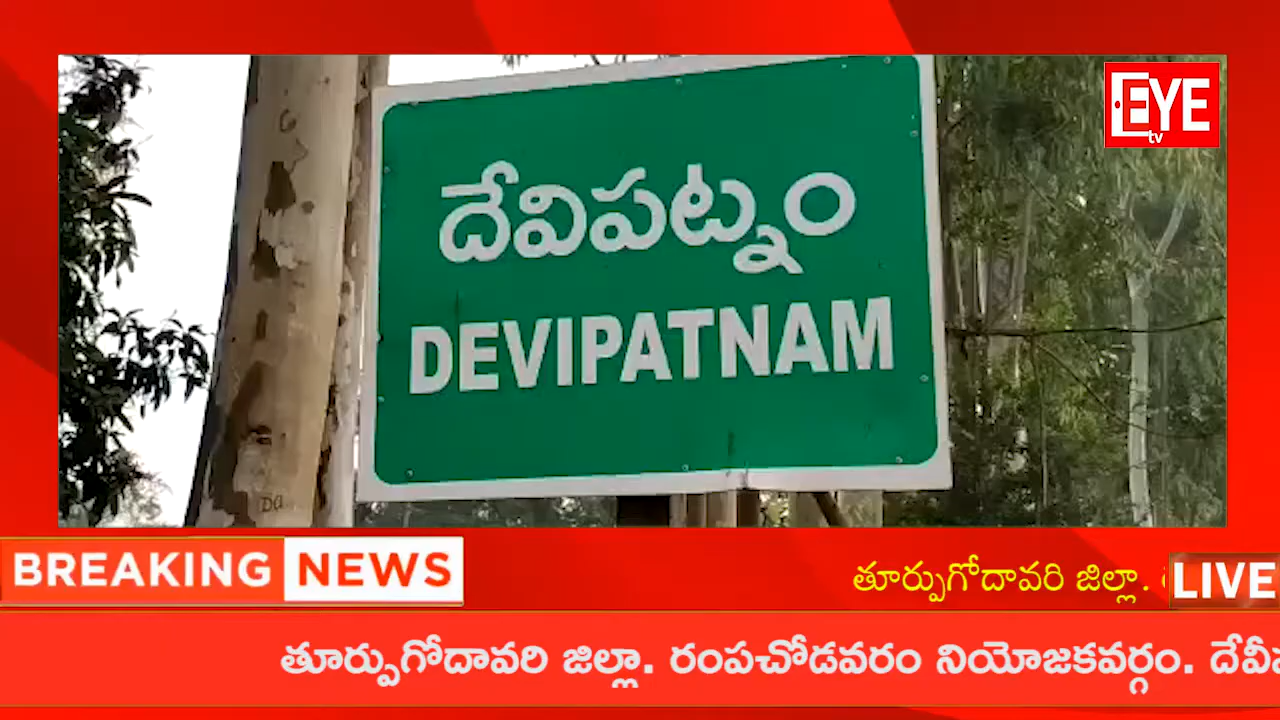 EYE
tv
దేవిపట్నం
DEVIPATNAM
BREAKING NEWS
తూర్పుగోదావరి జిల్లా.
LIVE
తూర్పుగోదావరి జిల్లా. రంపచోడవరం నియోజకవర్గం.